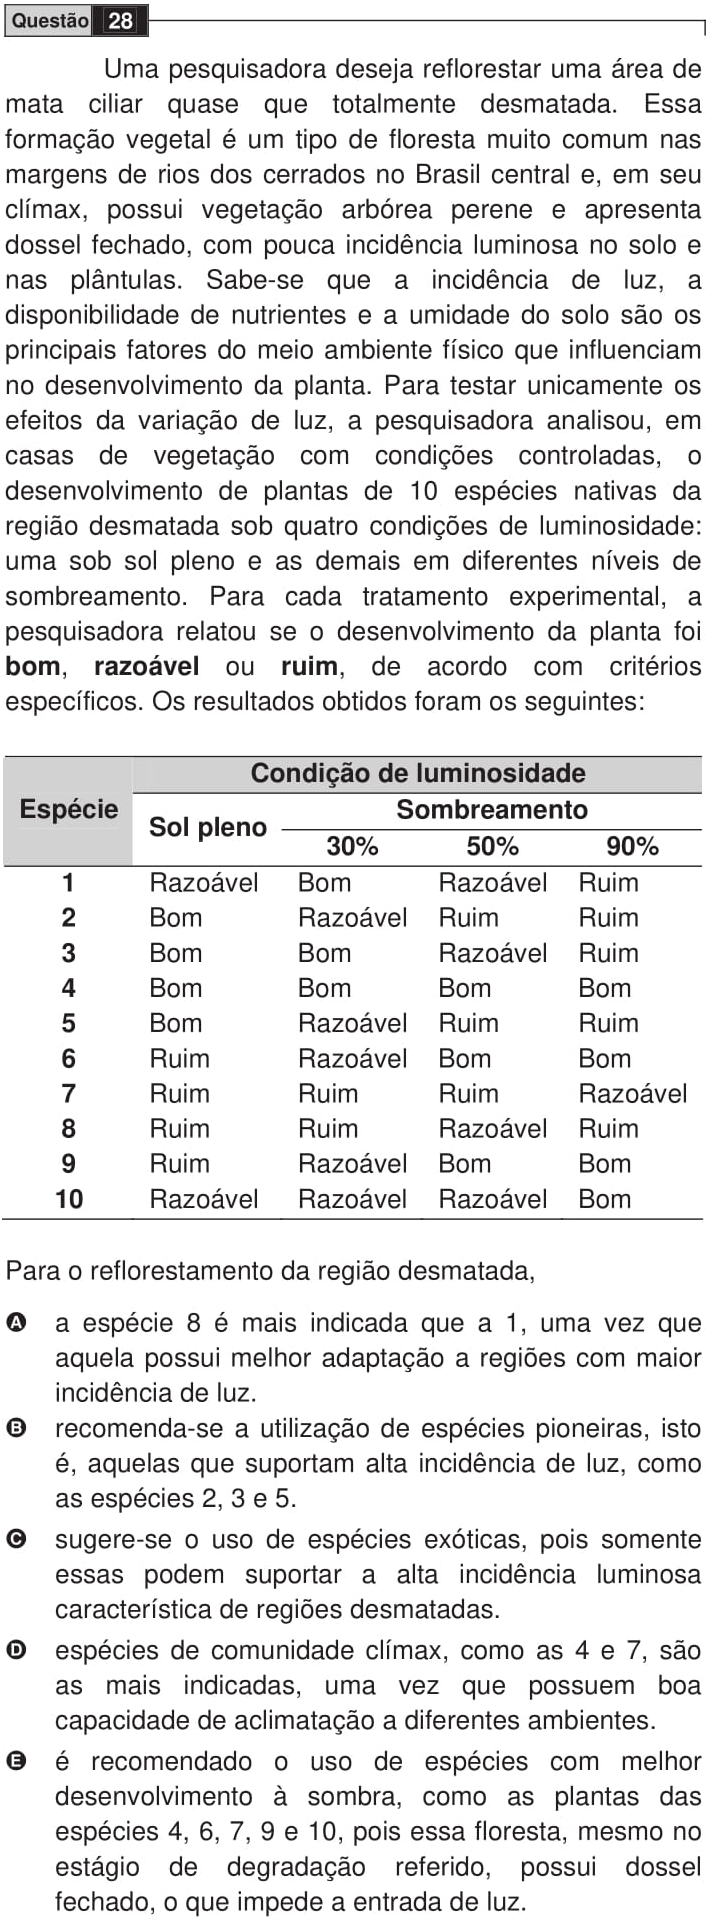 Questão 28
Uma pesquisadora deseja reflorestar uma área de
mata ciliar quase que totalmente desmatada. Essa
formação vegetal é um tipo de floresta muito comum nas
margens de rios dos cerrados no Brasil central e, em seu
clímax, possui vegetação arbórea perene e apresenta
dossel fechado, com pouca incidência luminosa no solo e
nas plântulas. Sabe-se que a incidência de luz, a
disponibilidade de nutrientes e a umidade do solo são os
principais fatores do meio ambiente físico que influenciam
no desenvolvimento da planta. Para testar unicamente os
efeitos da variação de luz, a pesquisadora analisou, em
casas de vegetação com condições controladas, o
desenvolvimento de plantas de 10 espécies nativas da
região desmatada sob quatro condições de luminosidade:
uma sob sol pleno e as demais em diferentes níveis de
sombreamento. Para cada tratamento experimental, a
pesquisadora relatou se o desenvolvimento da planta foi
bom, razoável ou ruim, de acordo com critérios
específicos. Os resultados obtidos foram os seguintes:
Condição de luminosidade
Espécie Sol pleno Sombreamento
30% 50% 90%
1 Razoável Bom Razoável Ruim
2 Bom Razoável Ruim Ruim
3 Bom Bom Razoável Ruim
4 Bom Bom Bom Bom
5 Bom Razoável Ruim Ruim
6 Ruim Razoável Bom Bom
7 Ruim Ruim Ruim Razoável
8 Ruim Ruim Razoável Ruim
9 Ruim Razoável Bom Bom
10 Razoável Razoável Razoável Bom
Para o reflorestamento da região desmatada,
A a espécie 8 é mais indicada que a 1, uma vez que
aquela possui melhor adaptação a regiões com maior
incidência de luz.
B recomenda-se a utilização de espécies pioneiras, isto
é, aquelas que suportam alta incidência de luz, como
as espécies 2, 3 e 5.
C sugere-se o uso de espécies exóticas, pois somente
essas podem suportar a alta incidência luminosa
característica de regiões desmatadas.
D espécies de comunidade clímax, como as 4 e 7, são
as mais indicadas, uma vez que possuem boa
capacidade de aclimatação a diferentes ambientes.
E é recomendado o uso de espécies com melhor
desenvolvimento à sombra, como as plantas das
espécies 4, 6, 7, 9 e 10, pois essa floresta, mesmo no
estágio de degradação referido, possui dossel
fechado, o que impede a entrada de luz.